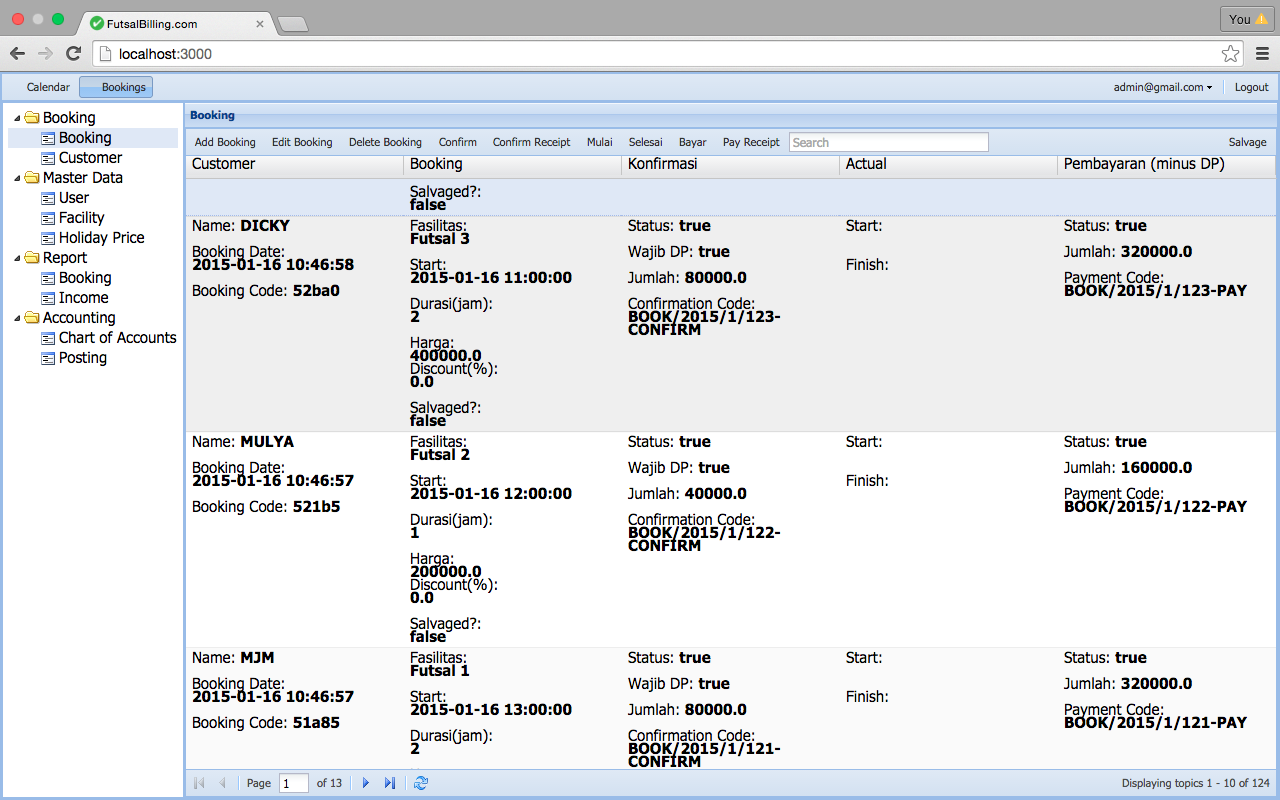 FutsalBilling.com
You
localhost:3000
Calendar
Bookings
admin@gmail.com
Logout
Booking
Booking
Customer
Master Data
User
Facility
Holiday Price
Report
Booking
Income
Accounting
Chart of Accounts
Posting
Booking
Add Booking Edit Booking Delete Booking Confirm Confirm Receipt Mulai Selesai Bayar Pay Receipt Search Salvage
Customer Booking Konfirmasi Actual Pembayaran (minus DP)
Salvaged?:
false
Name: DICKY
Booking Date:
2015-01-16 10:46:58
Booking Code: 52ba0
Fasilitas:
Futsal 3
Start:
2015-01-16 11:00:00
Durasi(jam):
2
Harga:
400000.0
Discount(%):
0.0
Salvaged?:
false
Status: true
Wajib DP: true
Jumlah: 80000.0
Confirmation Code:
BOOK/2015/1/123-
CONFIRM
Start:
Finish:
Status: true
Jumlah: 320000.0
Payment Code:
BOOK/2015/1/123-PAY
Name: MULYA
Booking Date:
2015-01-16 10:46:57
Booking Code: 521b5
Fasilitas:
Futsal 2
Start:
2015-01-16 12:00:00
Durasi(jam):
1
Harga:
200000.0
Discount(%):
0.0
Salvaged?:
false
Status: true
Wajib DP: true
Jumlah: 40000.0
Confirmation Code:
BOOK/2015/1/122-
CONFIRM
Start:
Finish:
Status: true
Jumlah: 160000.0
Payment Code:
BOOK/2015/1/122-PAY
Name: MJM
Booking Date:
2015-01-16 10:46:57
Booking Code: 51a85
Fasilitas:
Futsal 1
Start:
2015-01-16 13:00:00
Durasi(jam):
2
Status: true
Wajib DP: true
Jumlah: 80000.0
Confirmation Code:
BOOK/2015/1/121-
CONFIRM
Start:
Finish:
Status: true
Jumlah: 320000.0
Payment Code:
BOOK/2015/1/121-PAY
Page 1 of 13
Displaying topics 1 - 10 of 124